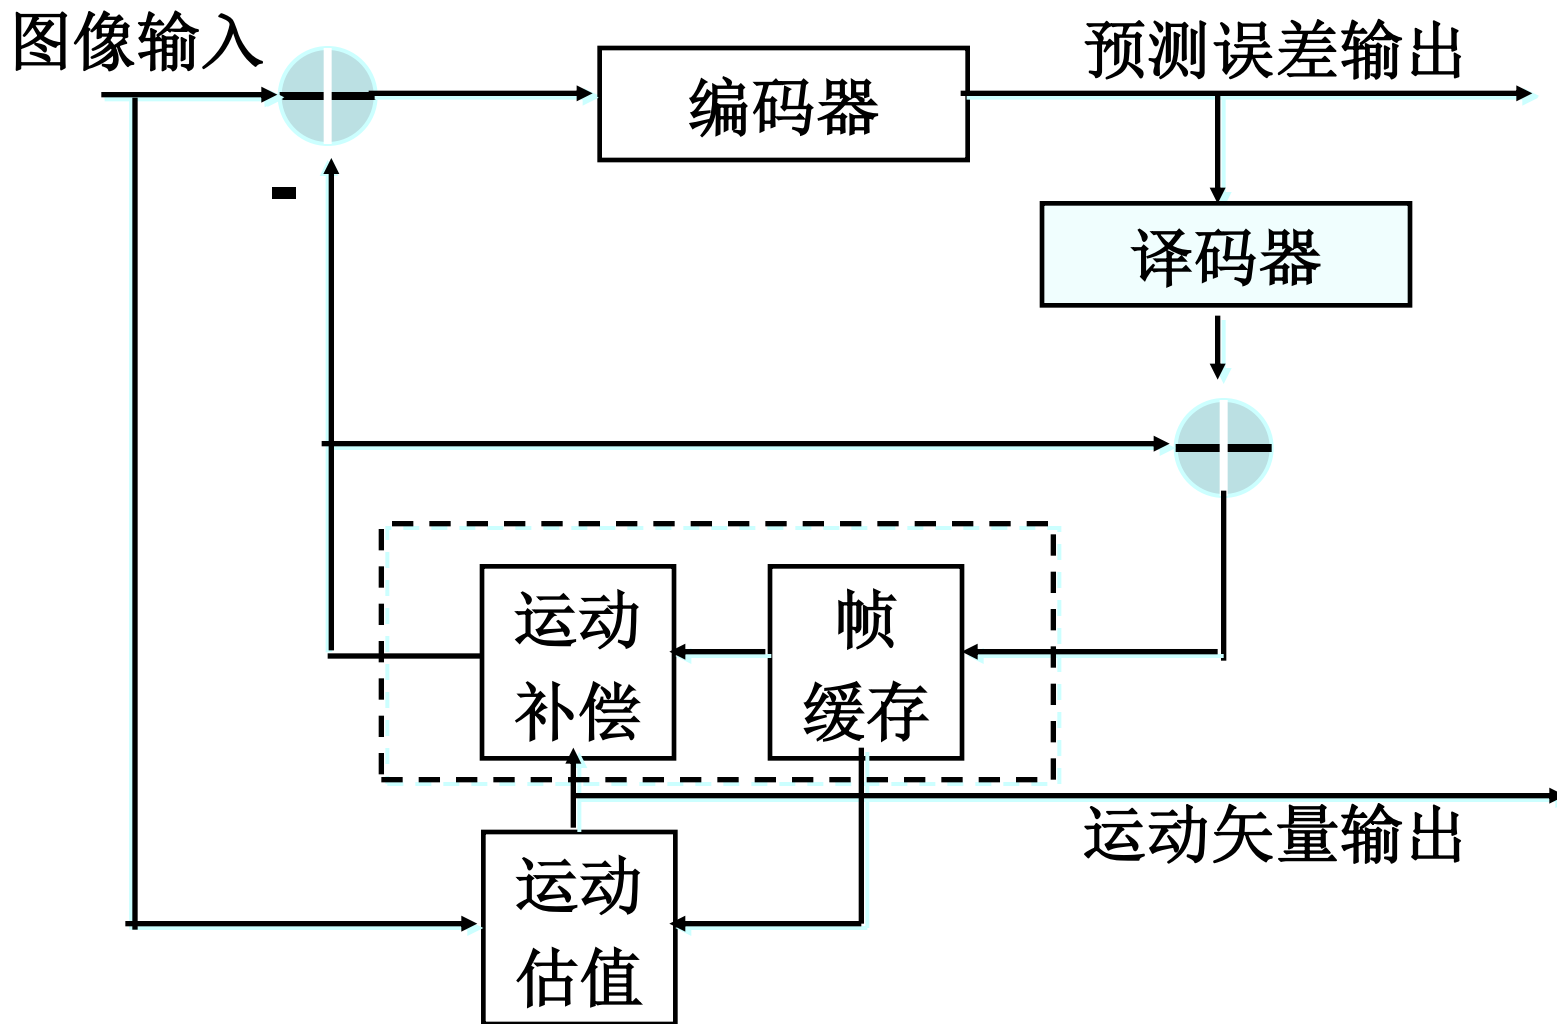 图像输入
预测误差输出
编码器
译码器
-
运动
补偿
帧
缓存
运动矢量输出
运动
估值